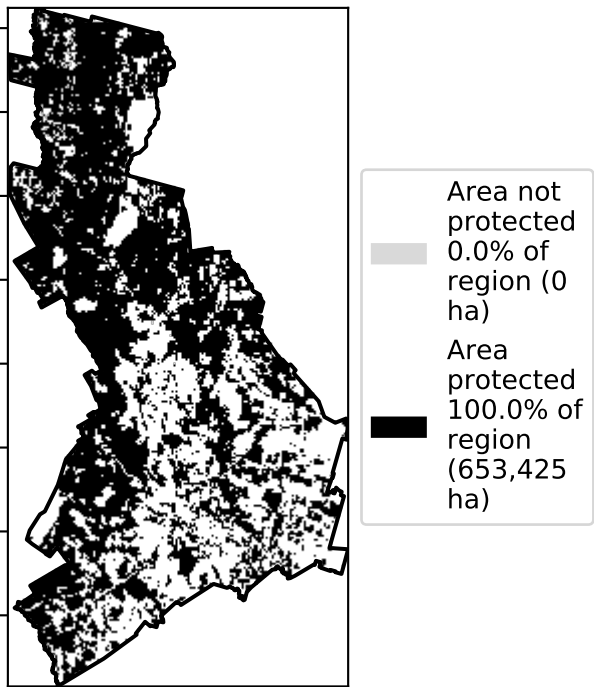 Area not
protected
0.0% of
region (0
ha)
Area
protected
100.0% of
region
(653,425
ha)